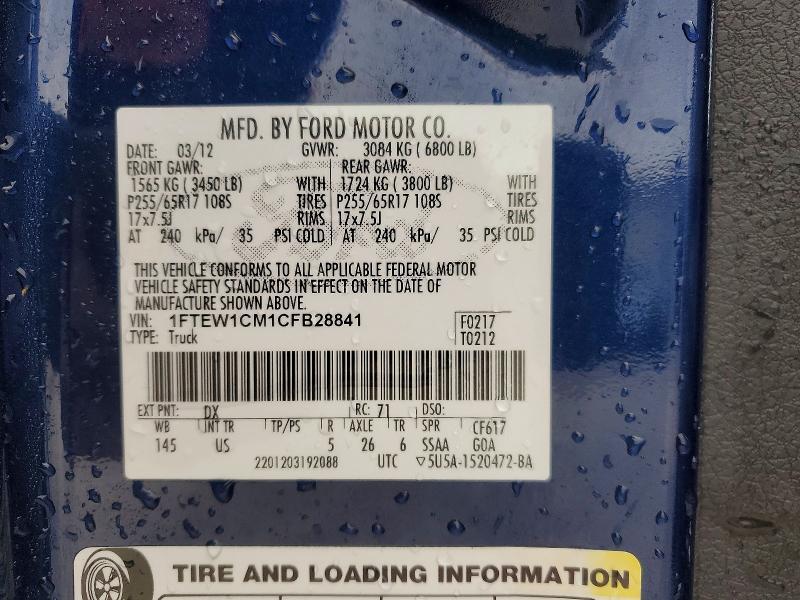 MFD. BY FORD MOTOR CO.
DATE: 03/12 GVWR: 3084 KG ( 6800 LB)
FRONT GAWR: REAR GAWR:
1565 KG ( 3450 LB) WITH 1724 KG ( 3800 LB) WITH
P255/65R17 108S TIRES P255/65R17 108S TIRES
17x7.5J RIMS 17x7.5J RIMS
AT 240 kPa/ 35 PSI COLD AT 240 kPa/ 35 PSI COLD
THIS VEHICLE CONFORMS TO ALL APPLICABLE FEDERAL MOTOR
VEHICLE SAFETY STANDARDS IN EFFECT ON THE DATE OF
MANUFACTURE SHOWN ABOVE.
VIN: 1FTEW1CM1CFB28841 F0217
TYPE: Truck T0212
EXT PNT: DX RC: 71 DSO:
WB INT TR TP/PS R AXLE TR SPR CF617
145 US 5 26 6 SSAA GOA
2201203192088 UTC ▽5U5A-1520472-BA
TIRE AND LOADING INFORMATION